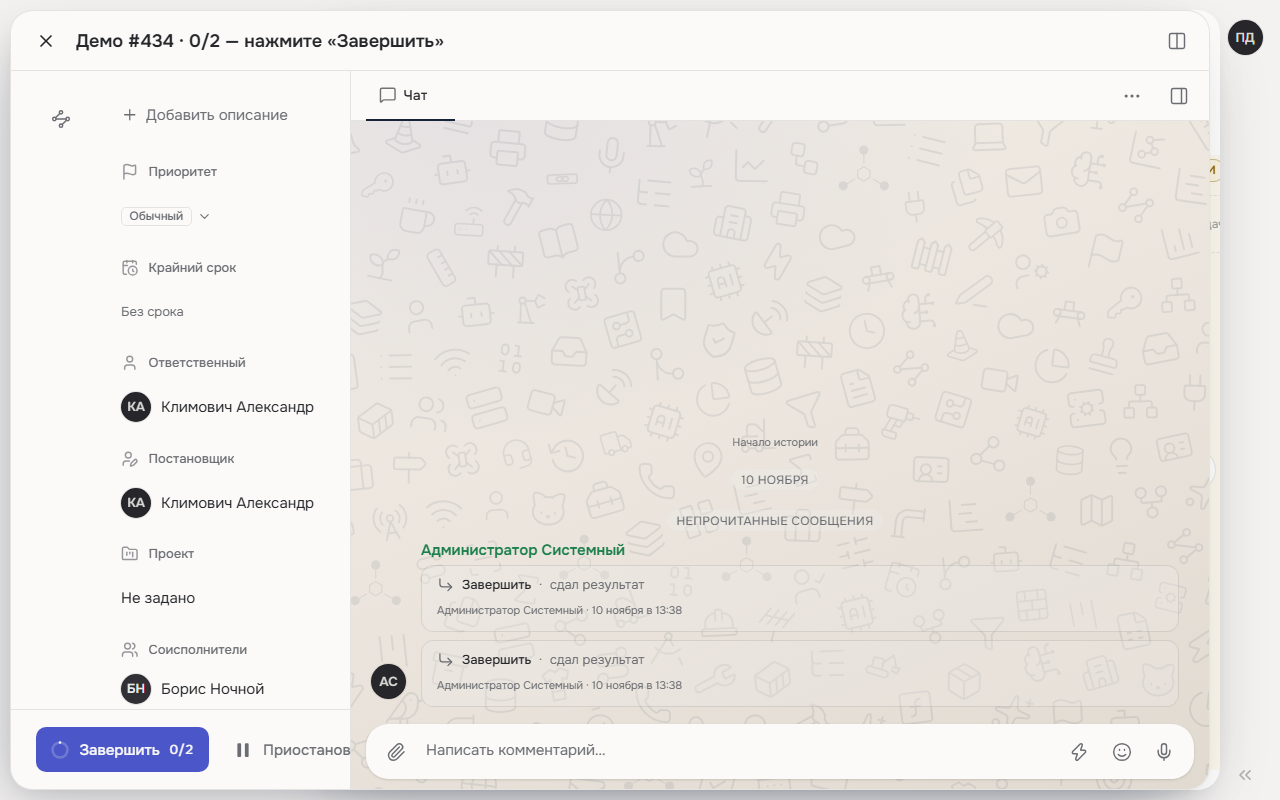 Демо #434 · 0/2 — нажмите «Завершить»
ПД
Добавить описание
Приоритет
Обычный
Крайний срок
Без срока
Ответственный
КА Климович Александр
Постановщик
КА Климович Александр
Проект
Не задано
Соисполнители
БН Борис Ночной
Завершить 0/2
Приостанов
Чат
Начало истории
10 НОЯБРЯ
НЕПРОЧИТАННЫЕ СООБЩЕНИЯ
Администратор Системный
Завершить · сдал результат
Администратор Системный · 10 ноября в 13:38
Завершить · сдал результат
Администратор Системный · 10 ноября в 13:38
АС
Написать комментарий...